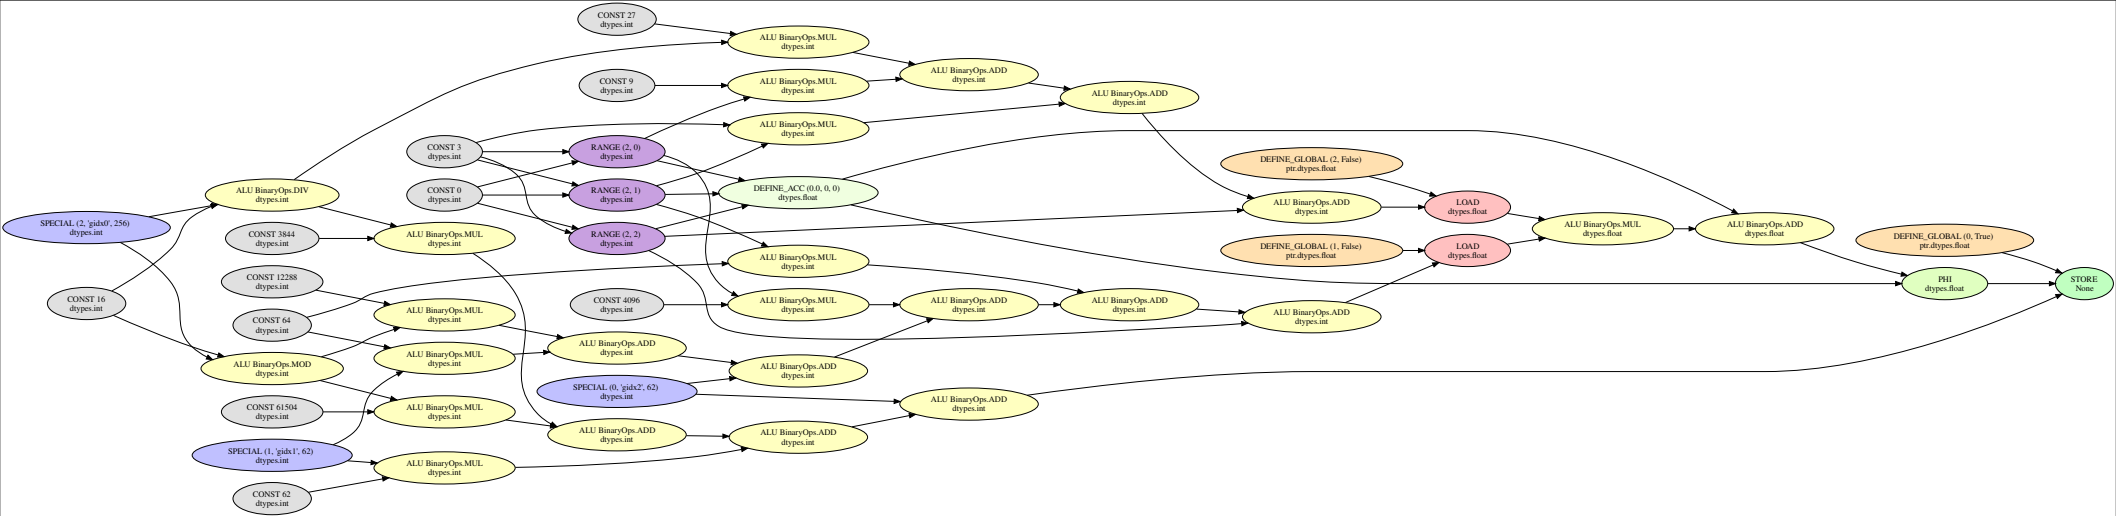 CONST 27
dtypes.int
ALU BinaryOps.MUL
dtypes.int
CONST 9
dtypes.int
ALU BinaryOps.MUL
dtypes.int
ALU BinaryOps.ADD
dtypes.int
ALU BinaryOps.ADD
dtypes.int
ALU BinaryOps.MUL
dtypes.int
CONST 3
dtypes.int
RANGE (2, 0)
dtypes.int
DEFINE_GLOBAL (2, False)
ptr.dtypes.float
ALU BinaryOps.DIV
dtypes.int
CONST 0
dtypes.int
RANGE (2, 1)
dtypes.int
DEFINE_ACC (0.0, 0, 0)
dtypes.float
ALU BinaryOps.ADD
dtypes.int
LOAD
dtypes.float
SPECIAL (2, 'gidx0', 256)
dtypes.int
CONST 3844
dtypes.int
ALU BinaryOps.MUL
dtypes.int
RANGE (2, 2)
dtypes.int
ALU BinaryOps.MUL
dtypes.float
ALU BinaryOps.ADD
dtypes.float
DEFINE_GLOBAL (1, False)
ptr.dtypes.float
LOAD
dtypes.float
DEFINE_GLOBAL (0, True)
ptr.dtypes.float
ALU BinaryOps.MUL
dtypes.int
CONST 12288
dtypes.int
PHI
dtypes.float
STORE
None
CONST 16
dtypes.int
CONST 64
dtypes.int
ALU BinaryOps.MUL
dtypes.int
CONST 4096
dtypes.int
ALU BinaryOps.MUL
dtypes.int
ALU BinaryOps.ADD
dtypes.int
ALU BinaryOps.ADD
dtypes.int
ALU BinaryOps.ADD
dtypes.int
ALU BinaryOps.MOD
dtypes.int
ALU BinaryOps.MUL
dtypes.int
ALU BinaryOps.ADD
dtypes.int
ALU BinaryOps.ADD
dtypes.int
SPECIAL (0, 'gidx2', 62)
dtypes.int
CONST 61504
dtypes.int
ALU BinaryOps.MUL
dtypes.int
ALU BinaryOps.ADD
dtypes.int
SPECIAL (1, 'gidx1', 62)
dtypes.int
ALU BinaryOps.MUL
dtypes.int
ALU BinaryOps.ADD
dtypes.int
ALU BinaryOps.ADD
dtypes.int
CONST 62
dtypes.int